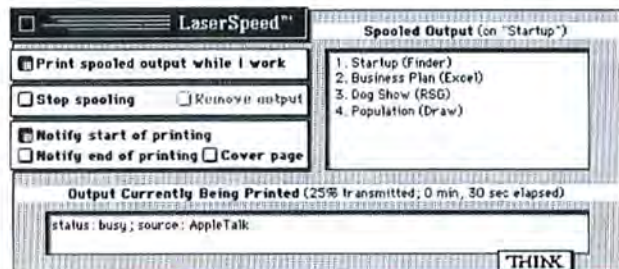 LaserSpeed™
Print spooled output while I work
Stop spooling Remove output
Notify start of printing
Notify end of printing Cover page
Spooled Output (on "Startup")
1. Startup (Finder)
2. Business Plan (Excel)
3. Dog Show (RSG)
4. Population (Draw)
Output Currently Being Printed (25% transmitted; 0 min, 30 sec elapsed)
status: busy; source: AppleTalk
THINK